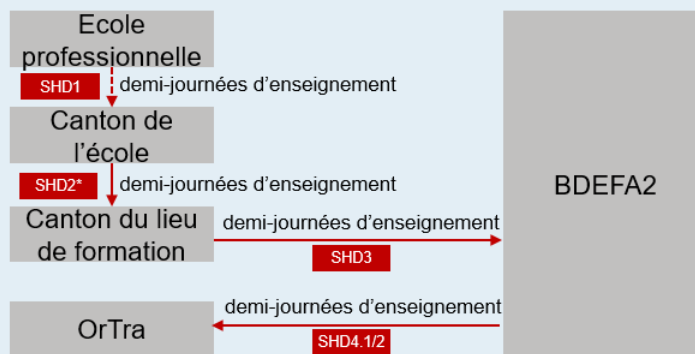 Ecole
professionnelle
SHD1
demi-journées d’enseignement
Canton de
l’école
SHD2*
demi-journées d’enseignement
BDEFA2
Canton du lieu
de formation
demi-journées d’enseignement
SHD3
demi-journées d’enseignement
OrTra
SHD4.1/2